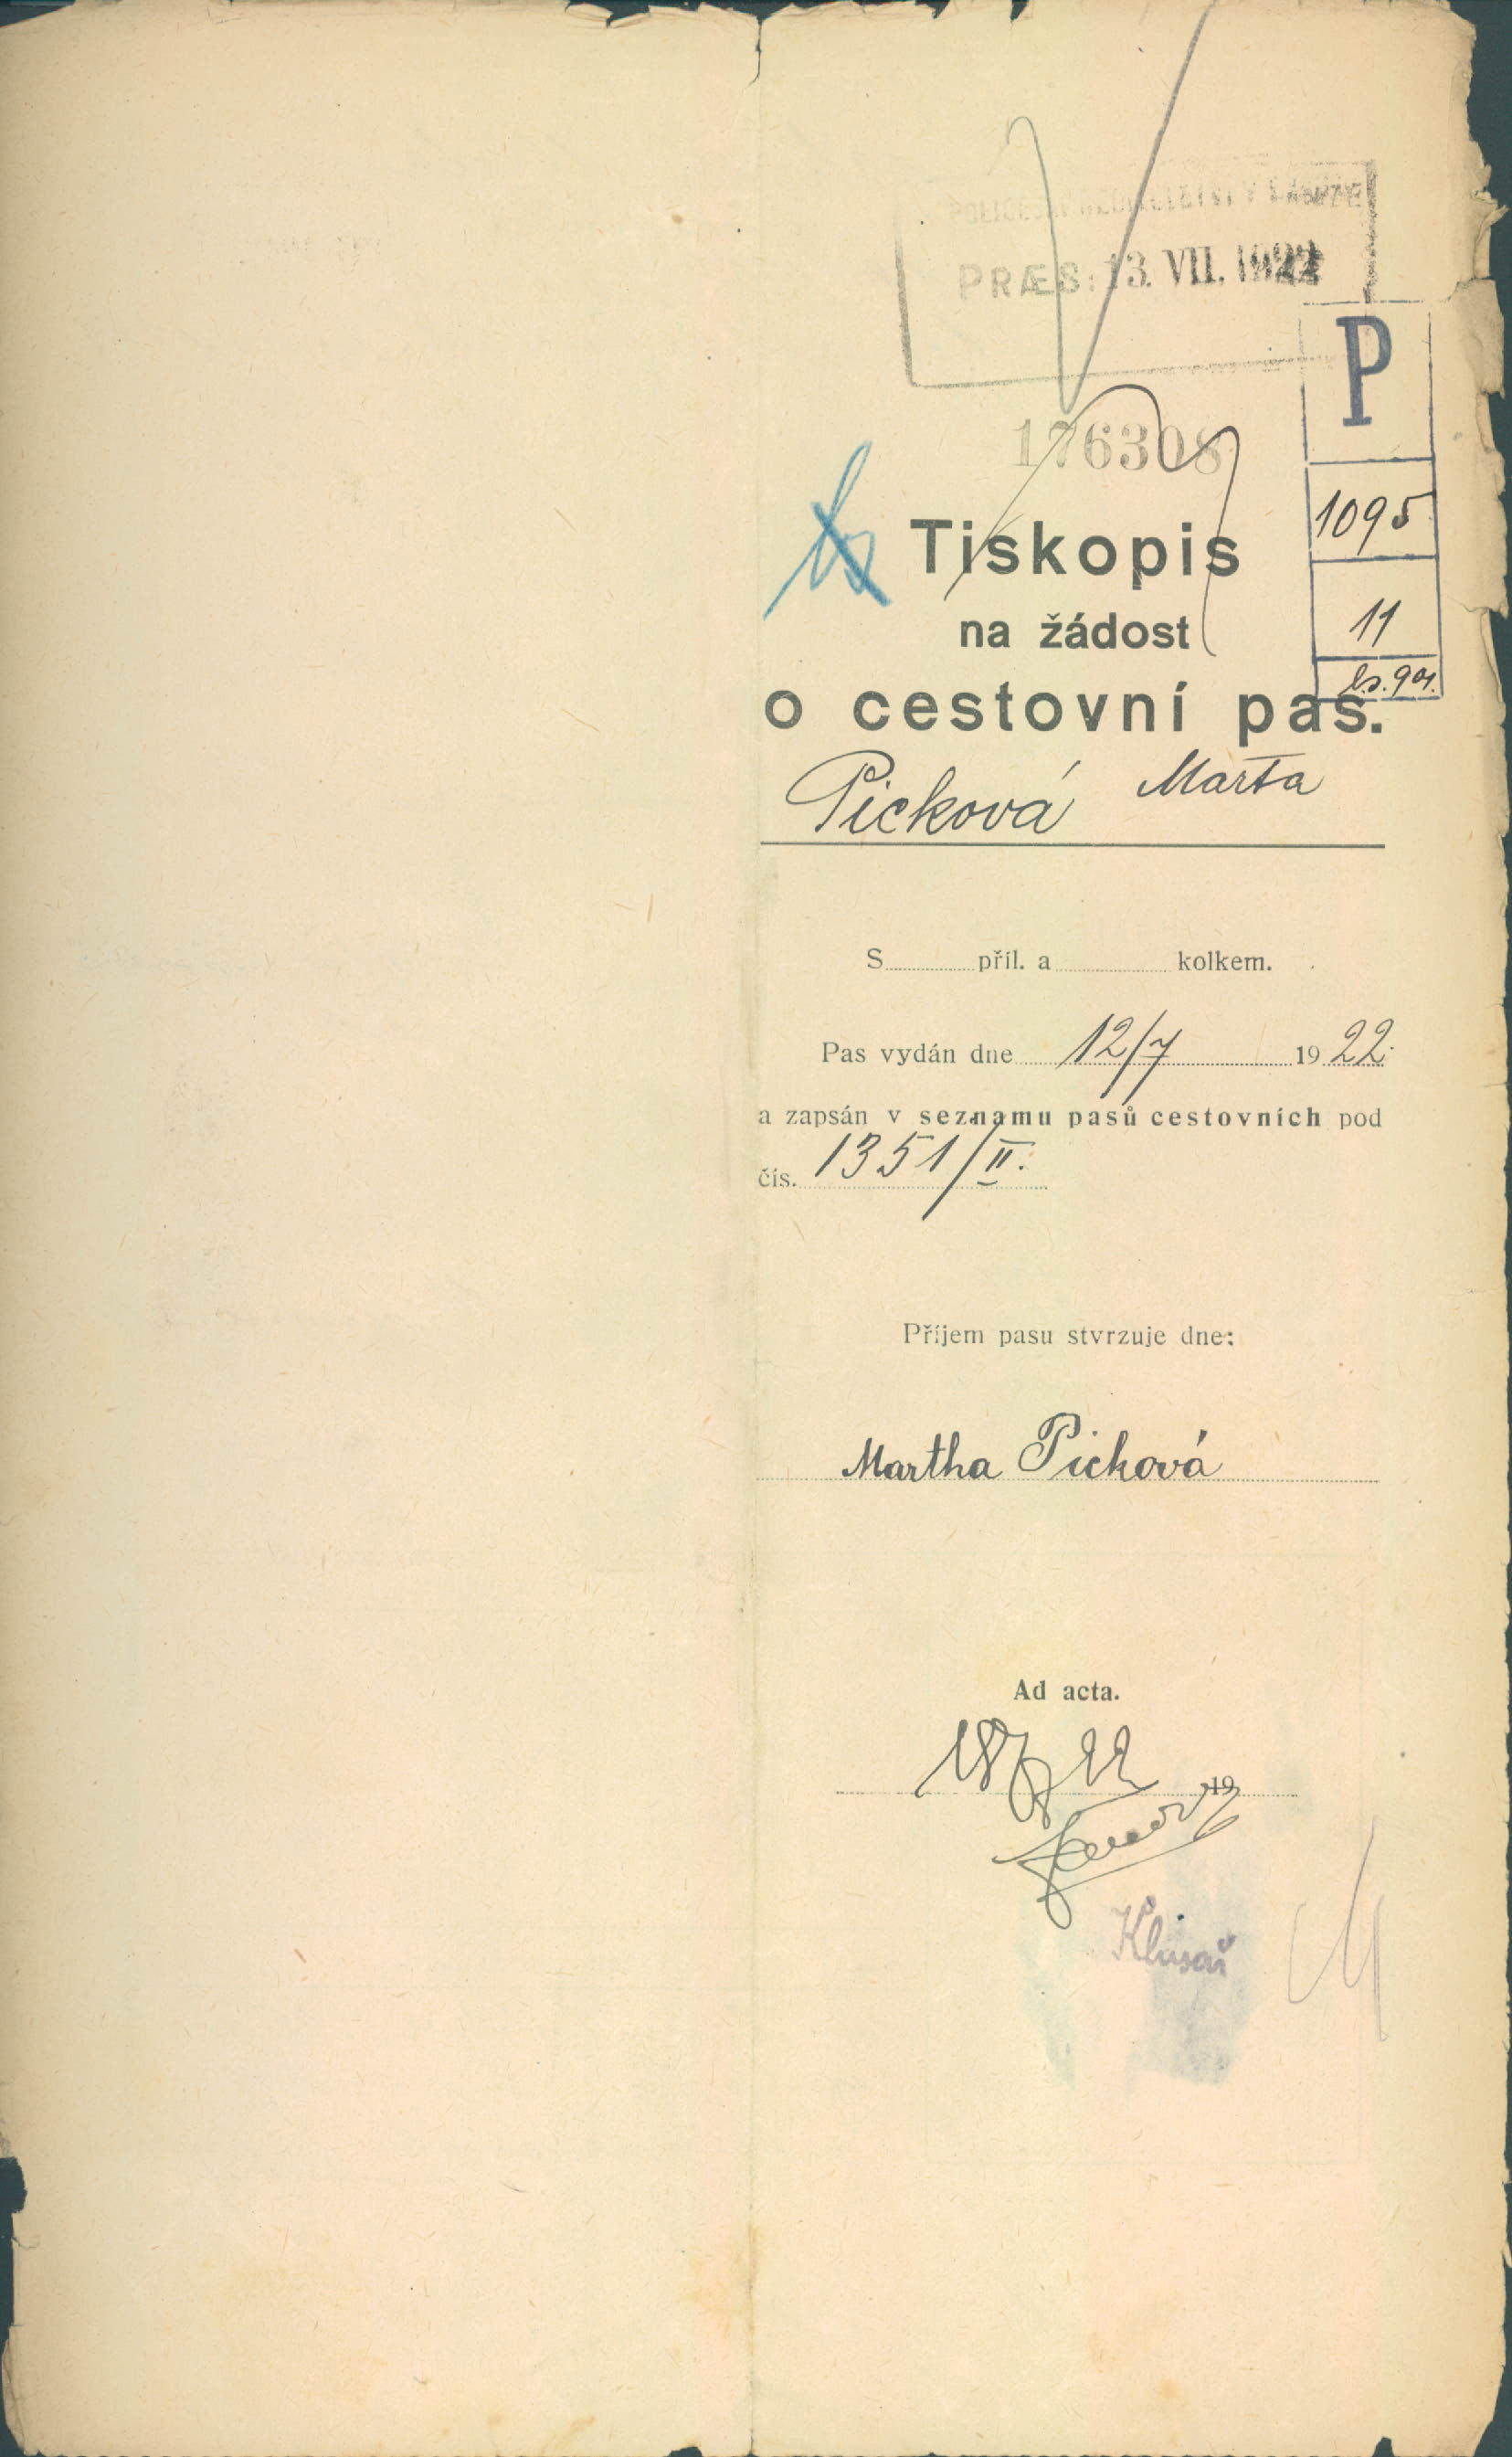 POLICEJNÍ ŘEDITELSTVÍ V PRAZE
PRÆS: 13. VII. 1922
P
176308
1095
Tiskopis
11
na žádost
o cestovní pas.
Picková Marta
S příl. a kolkem.
Pas vydán dne 12/7 1922.
a zapsán v seznamu pasů cestovních pod
čís. 1351/II.
Příjem pasu stvrzuje dne:
Martha Picková
Ad acta.
18/7 22 19